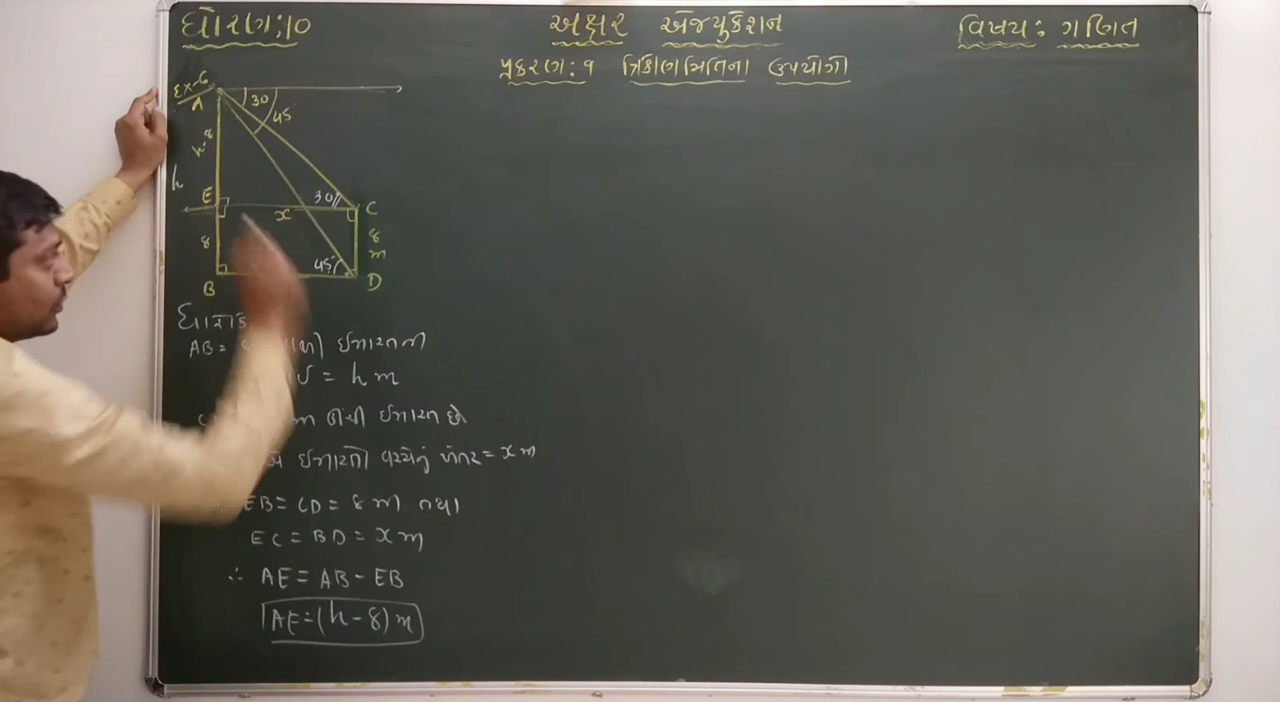 ધોરણ:૧૦
અક્ષર એજ્યુકેશન
વિષય: ગણિત
પ્રકરણ: ૧ ત્રિકોણમિતિના ઉપયોગો
Ex-6
A
30
45
h-8
h
E
30
x
C
8
8 m
45
B
D
AB = ઈમારતની
= h m
m ઊંચી ઈમારત છે
ઈમારતો વચ્ચેનું અંતર = x m
EB = CD = 8 m તથા
EC = BD = x m
∴ AE = AB - EB
AE = (h - 8) m